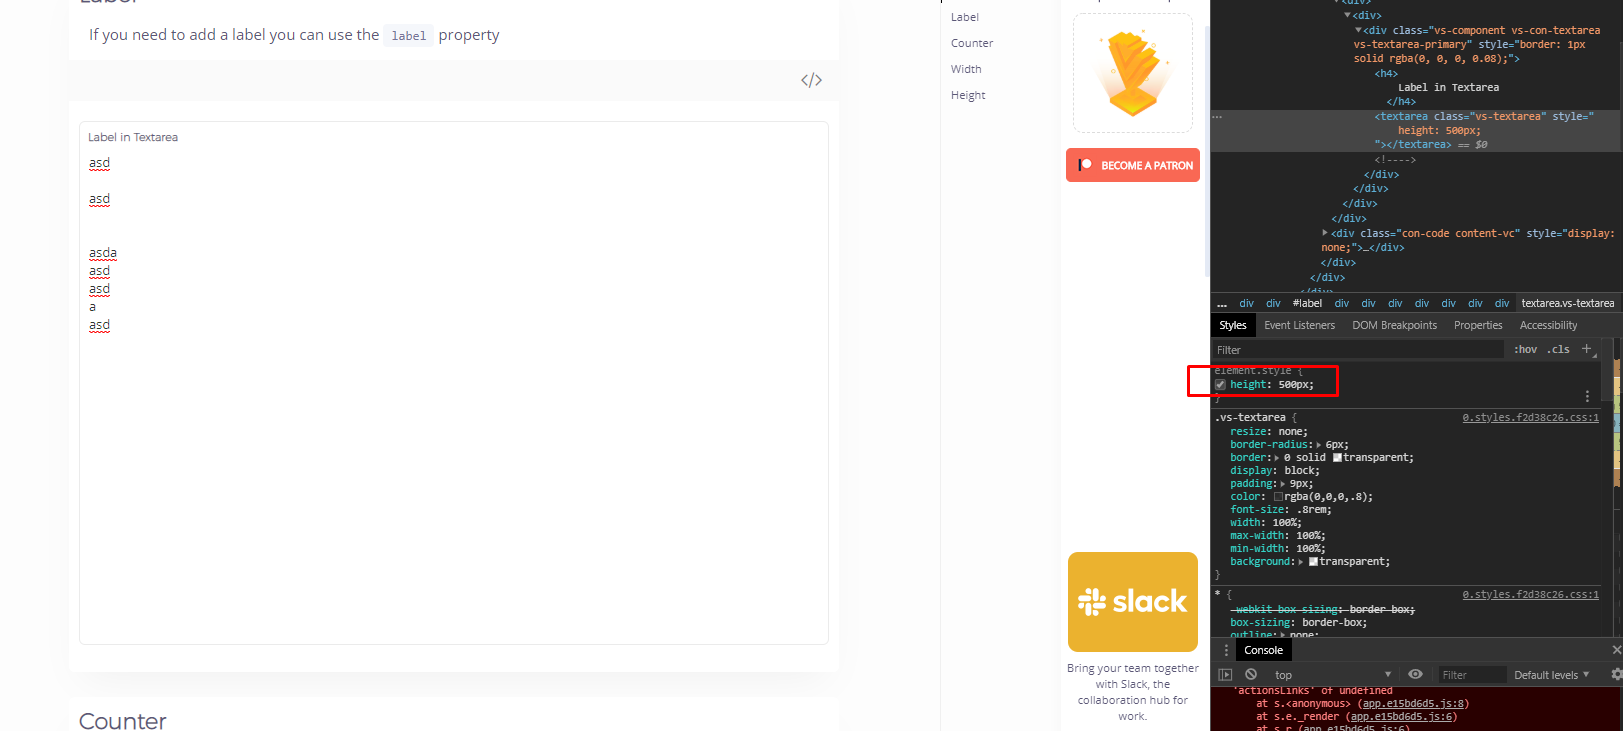 Label
If you need to add a label you can use the label property
</>
Label in Textarea
asd
asd
asda
asd
asd
a
asd
Counter
Label
Counter
Width
Height
BECOME A PATRON
slack
Bring your team together
with Slack, the
collaboration hub for
work.
<div>
<div>
<div class="vs-component vs-con-textarea
vs-textarea-primary" style="border: 1px
solid rgba(0, 0, 0, 0.08);">
<h4>
Label in Textarea
</h4>
<textarea class="vs-textarea" style="
height: 500px;
"></textarea> == $0
<!---->
</div>
</div>
</div>
</div>
<div class="con-code content-vc" style="display:
none;">…</div>
</div>
</div>
</div>
... div div #label div div div div div div div textarea.vs-textarea
Styles Event Listeners DOM Breakpoints Properties Accessibility
Filter :hov .cls +
element.style {
height: 500px;
}
.vs-textarea { 0.styles.f2d38c26.css:1
resize: none;
border-radius: 6px;
border: 0 solid transparent;
display: block;
padding: 9px;
color: rgba(0,0,0,.8);
font-size: .8rem;
width: 100%;
max-width: 100%;
min-width: 100%;
background: transparent;
}
* { 0.styles.f2d38c26.css:1
-webkit-box-sizing: border-box;
box-sizing: border-box;
outline: none;
Console
top Filter Default levels
'actionsLinks' of undefined
at s.<anonymous> (app.e15bd6d5.js:8)
at s.e._render (app.e15bd6d5.js:6)
at s.r (app.e15bd6d5.js:6)